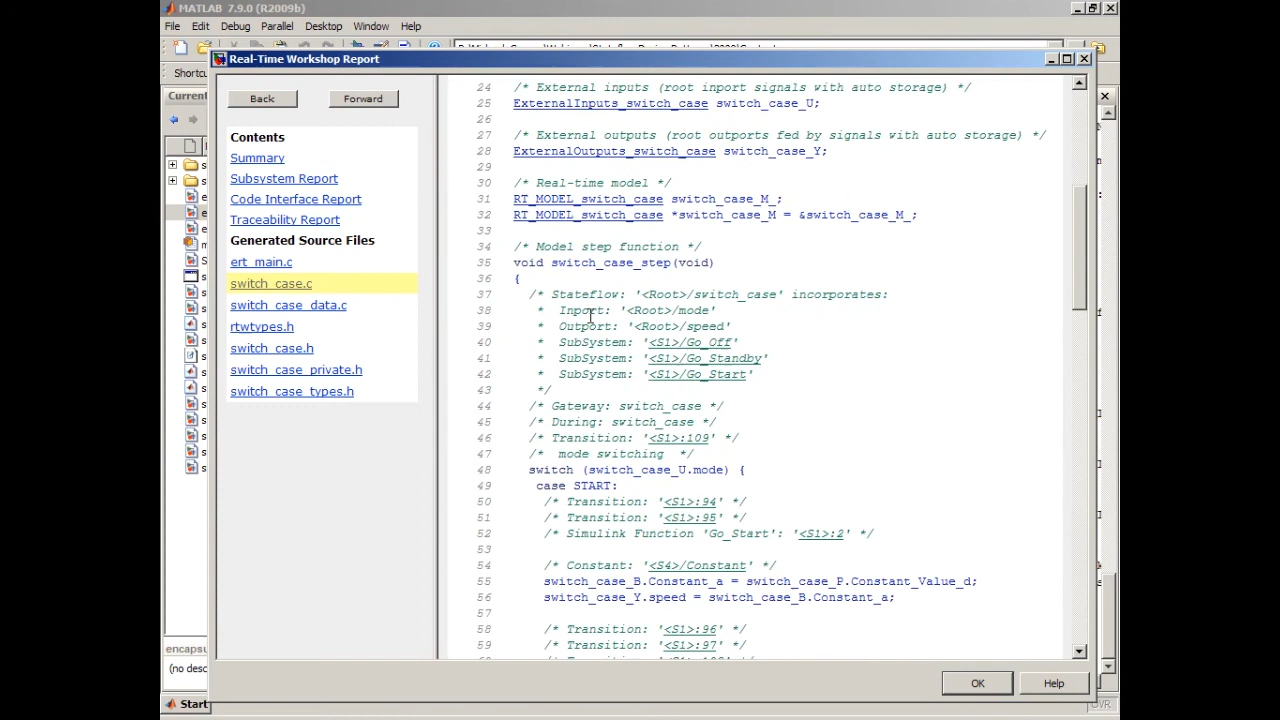 MATLAB 7.9.0 (R2009b)
File Edit Debug Parallel Desktop Window Help
Shortcu
Current
Real-Time Workshop Report
Back Forward
Contents
Summary
Subsystem Report
Code Interface Report
Traceability Report
Generated Source Files
ert_main.c
switch_case.c
switch_case_data.c
rtwtypes.h
switch_case.h
switch_case_private.h
switch_case_types.h
24 /* External inputs (root inport signals with auto storage) */
25 ExternalInputs_switch_case switch_case_U;
26
27 /* External outputs (root outports fed by signals with auto storage) */
28 ExternalOutputs_switch_case switch_case_Y;
29
30 /* Real-time model */
31 RT_MODEL_switch_case switch_case_M_;
32 RT_MODEL_switch_case *switch_case_M = &switch_case_M_;
33
34 /* Model step function */
35 void switch_case_step(void)
36 {
37 /* Stateflow: '<Root>/switch_case' incorporates:
38 * Inport: '<Root>/mode'
39 * Outport: '<Root>/speed'
40 * SubSystem: '<S1>/Go_Off'
41 * SubSystem: '<S1>/Go_Standby'
42 * SubSystem: '<S1>/Go_Start'
43 */
44 /* Gateway: switch_case */
45 /* During: switch_case */
46 /* Transition: '<S1>:109' */
47 /* mode switching */
48 switch (switch_case_U.mode) {
49 case START:
50 /* Transition: '<S1>:94' */
51 /* Transition: '<S1>:95' */
52 /* Simulink Function 'Go_Start': '<S1>:2' */
53
54 /* Constant: '<S4>/Constant' */
55 switch_case_B.Constant_a = switch_case_P.Constant_Value_d;
56 switch_case_Y.speed = switch_case_B.Constant_a;
57
58 /* Transition: '<S1>:96' */
59 /* Transition: '<S1>:97' */
encapsu
(no desc
OK Help
Start
OVR